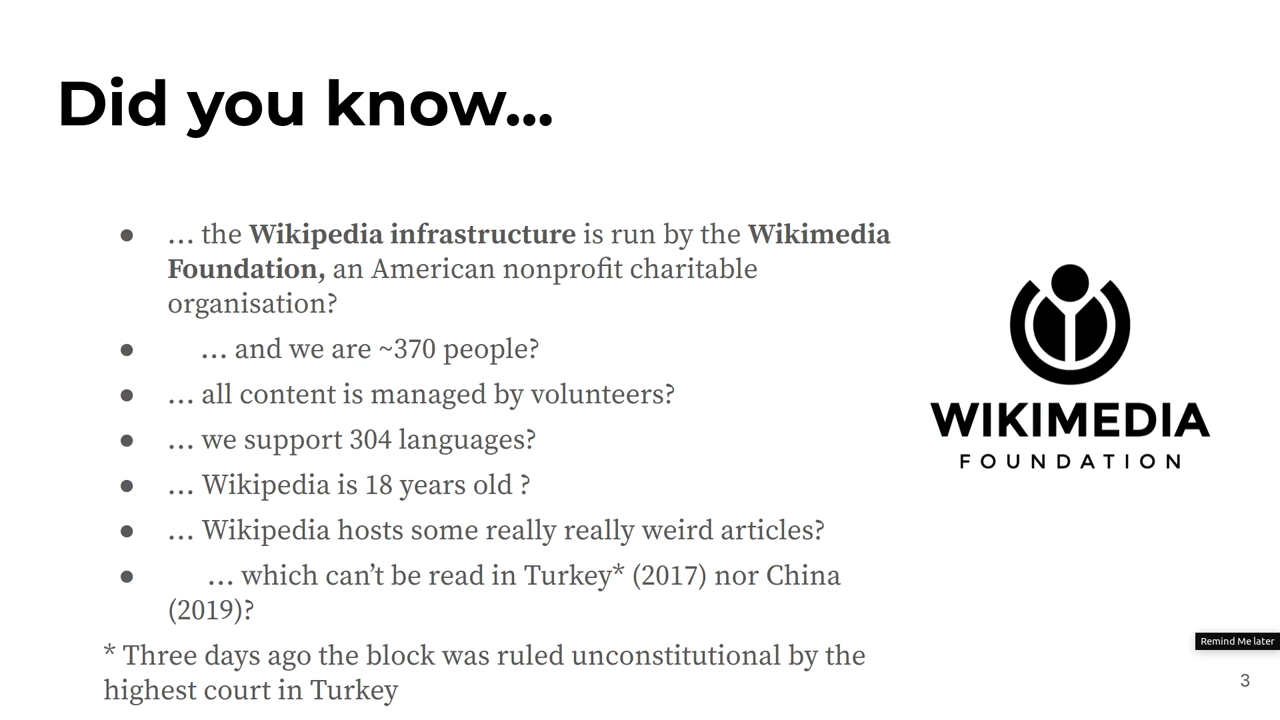 Did you know...
● … the Wikipedia infrastructure is run by the Wikimedia
Foundation, an American nonprofit charitable
organisation?
● … and we are ~370 people?
● … all content is managed by volunteers?
● … we support 304 languages?
● … Wikipedia is 18 years old ?
● … Wikipedia hosts some really really weird articles?
● … which can’t be read in Turkey* (2017) nor China
(2019)?
* Three days ago the block was ruled unconstitutional by the
highest court in Turkey
WIKIMEDIA
FOUNDATION
Remind Me later
3